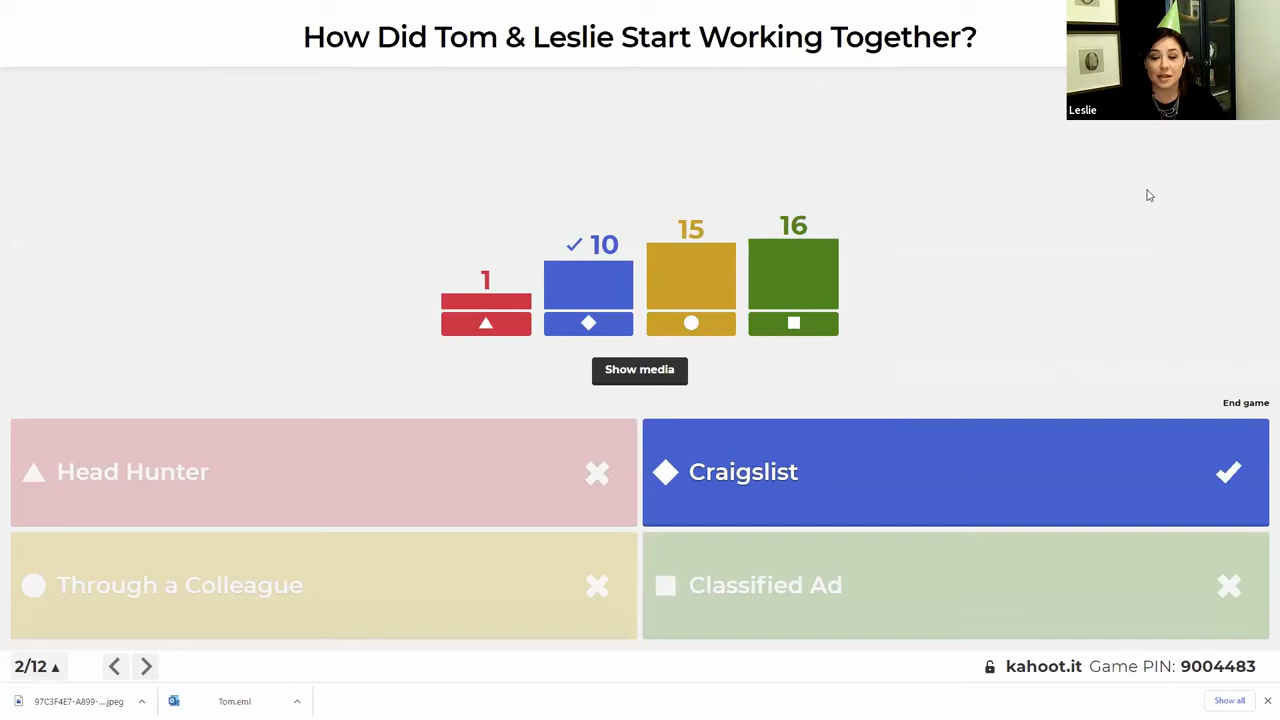 How Did Tom & Leslie Start Working Together?
Leslie
1
10
15
16
Show media
End game
Head Hunter
Craigslist
Through a Colleague
Classified Ad
2/12
kahoot.it Game PIN: 9004483
97C3F4E7-A899-....jpeg
Tom.eml
Show all